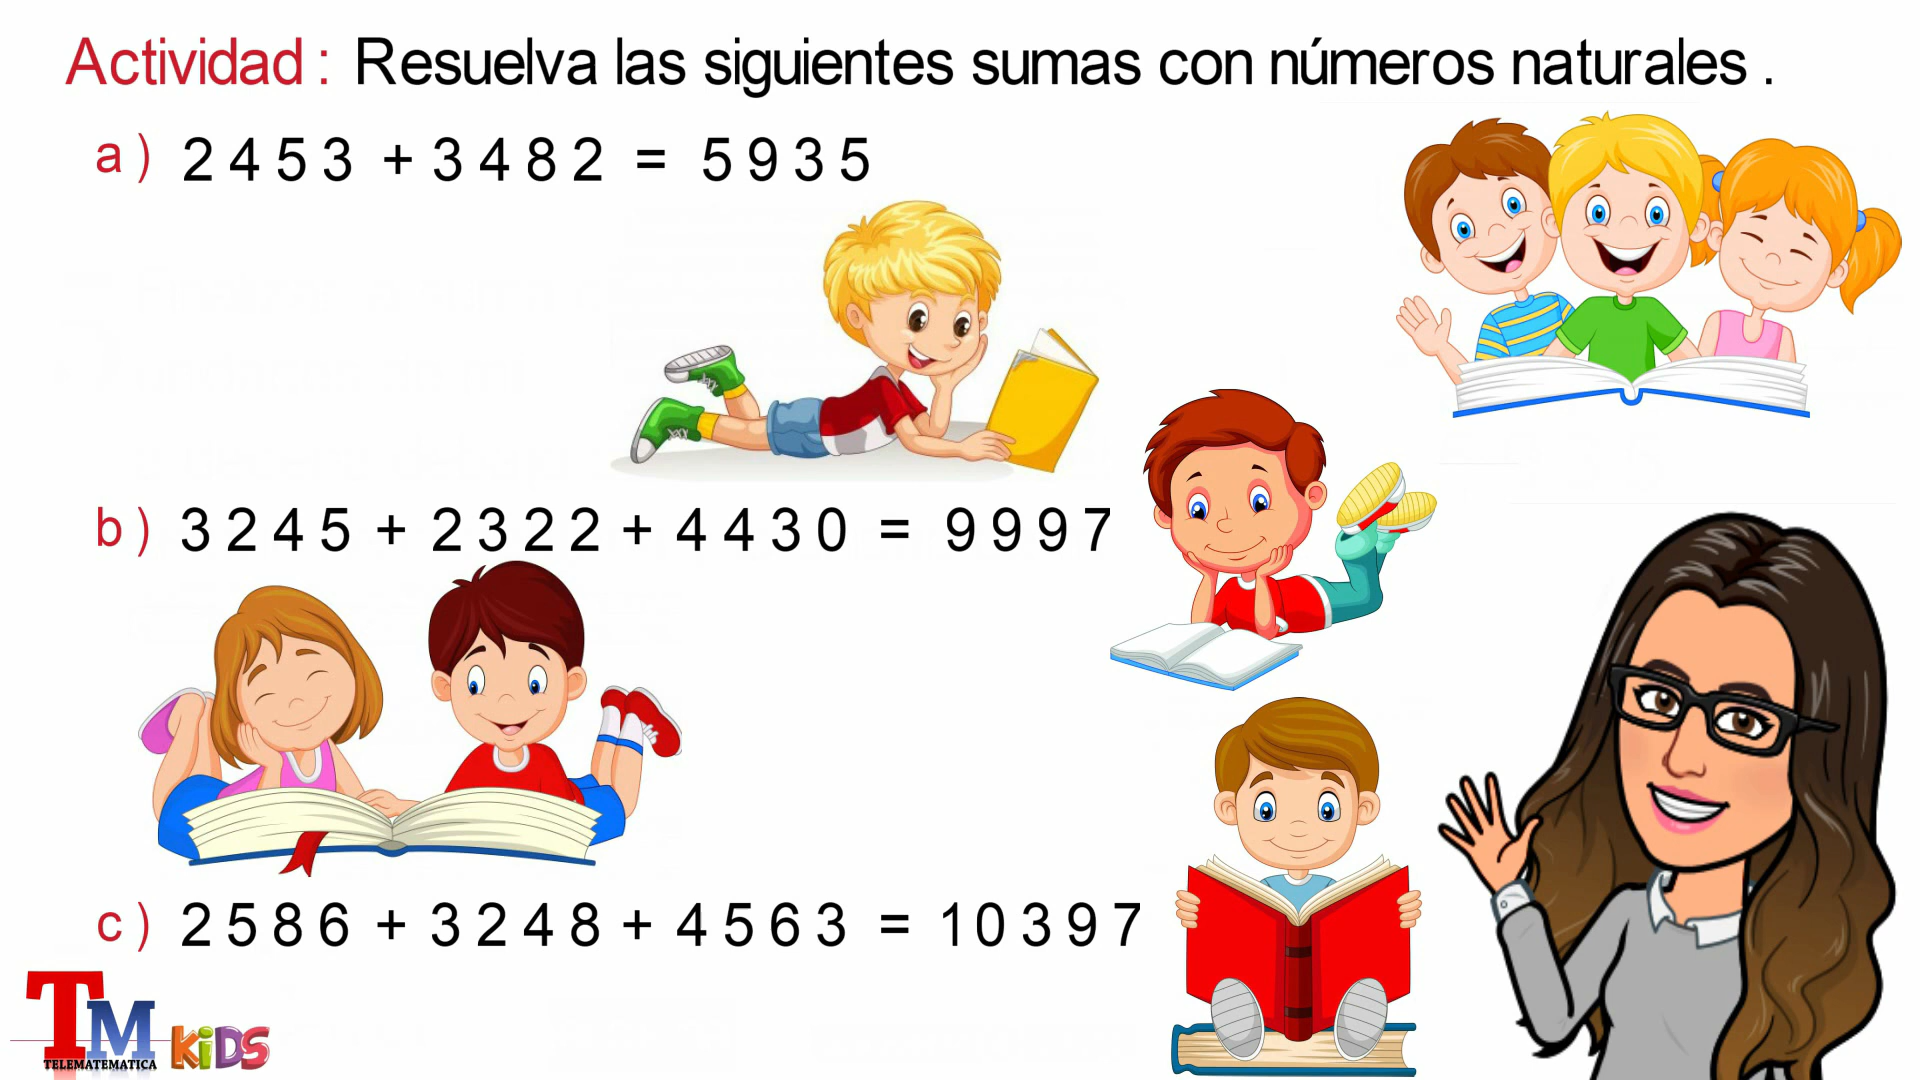 Actividad : Resuelva las siguientes sumas con números naturales .
a ) 2 4 5 3 + 3 4 8 2 = 5 9 3 5
b ) 3 2 4 5 + 2 3 2 2 + 4 4 3 0 = 9 9 9 7
c ) 2 5 8 6 + 3 2 4 8 + 4 5 6 3 = 1 0 3 9 7
TM KiDS
TELEMATEMATICA